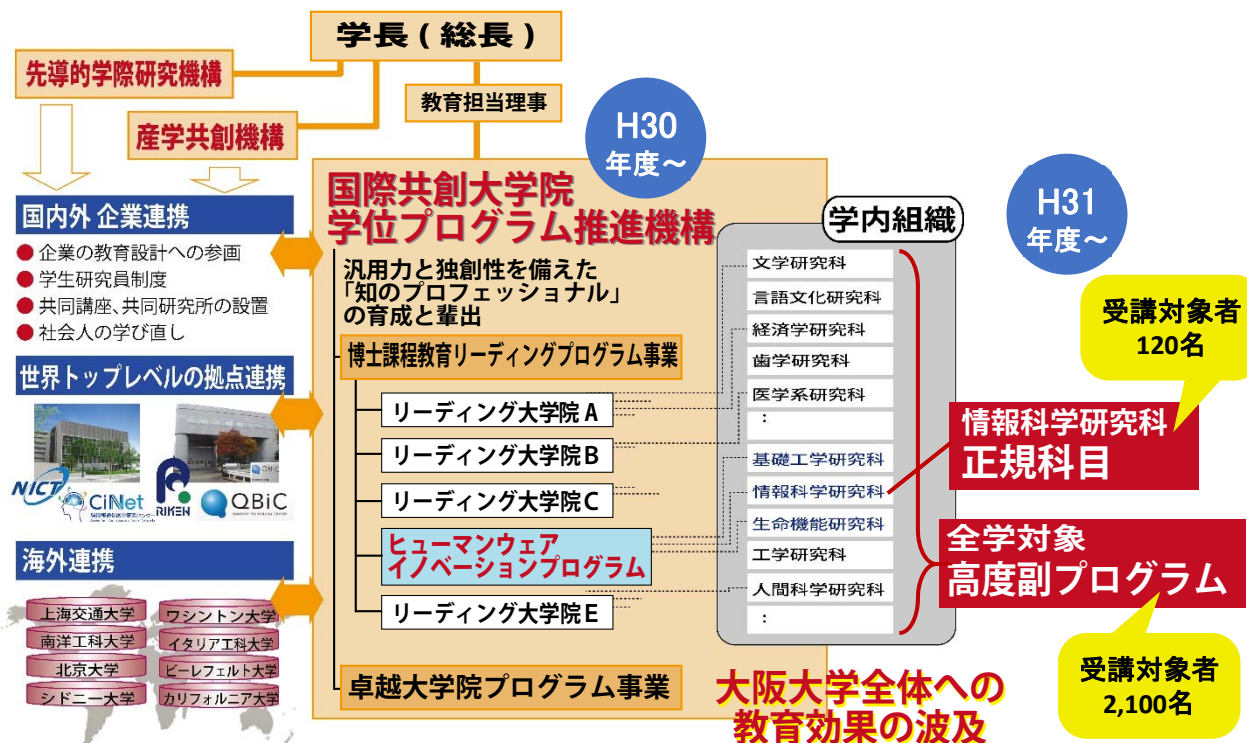 学長(総長)
先導的学際研究機構
教育担当理事
産学共創機構
H30
年度～
H31
年度～
国内外 企業連携
● 企業の教育設計への参画
● 学生研究員制度
● 共同講座、共同研究所の設置
● 社会人の学び直し
世界トップレベルの拠点連携
NICT
CiNet
RIKEN
QBiC
QBiC
海外連携
上海交通大学
ワシントン大学
南洋工科大学
イタリア工科大学
北京大学
ビーレフェルト大学
シドニー大学
カリフォルニア大学
国際共創大学院
学位プログラム推進機構
汎用力と独創性を備えた
「知のプロフェッショナル」
の育成と輩出
博士課程教育リーディングプログラム事業
リーディング大学院 A
リーディング大学院 B
リーディング大学院 C
ヒューマンウェア
イノベーションプログラム
リーディング大学院 E
卓越大学院プログラム事業
学内組織
文学研究科
言語文化研究科
経済学研究科
歯学研究科
医学系研究科
:
基礎工学研究科
情報科学研究科
生命機能研究科
工学研究科
人間科学研究科
:
受講対象者
120名
情報科学研究科
正規科目
全学対象
高度副プログラム
受講対象者
2,100名
大阪大学全体への
教育効果の波及